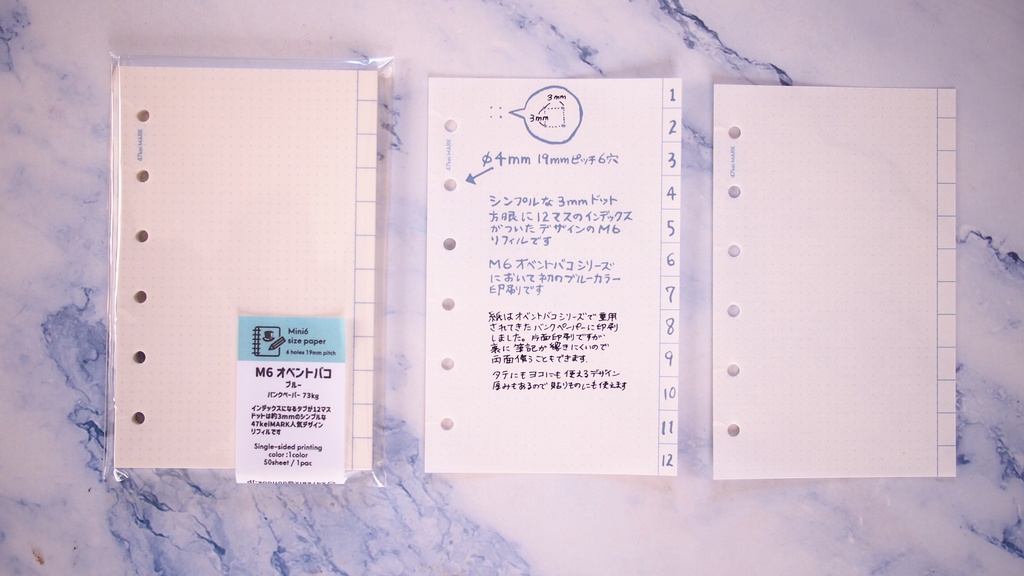 47keiMARK
Mini6
size paper
6 holes 19mm pitch
M6 オベントバコ
ブルー
バンクペーパー 73kg
インデックスになるタブが12マス
ドットは約3mmのシンプルな
47keiMARK人気デザイン
リフィルです
Single-sided printing
color:1color
50sheet / 1pac
3mm
3mm
47keiMARK
φ4mm 19mmピッチ6穴
シンプルな3mmドット
方眼に12マスのインデックス
がついたデザインのM6
リフィルです
M6オベントバコシリーズ
において初のブルーカラー
印刷です
紙はオベントバコシリーズで重用
されてきたバンクペーパーに印刷
しました。片面印刷ですが
裏に筆記が響きにくいので
両面使うこともできます
タテにもヨコにも使えるデザイン
厚みもあるので貼りものにも使えます
1
2
3
4
5
6
7
8
9
10
11
12
47keiMARK